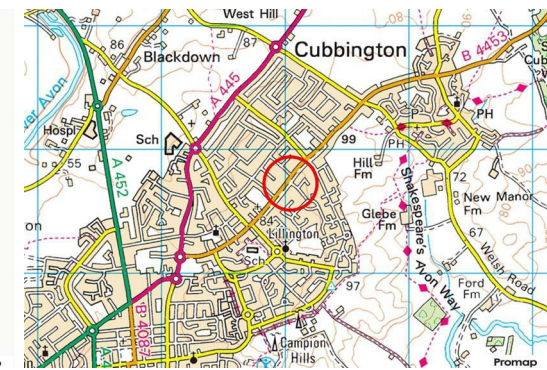 West Hill
86
87
Cubbington
Blackdown
B 4453
A 445
ver Avon
Hospl
Sch
P
PH
PH
99
55
Hill
Fm
72
A 452
New Manor
Fm
Shakespeare's Avon Way
Glebe
Fm
84
Lillington
67
on
Sch
Welsh Road
97
Ford
Fm
B 4087
Campion
Hills
A 4
Promap